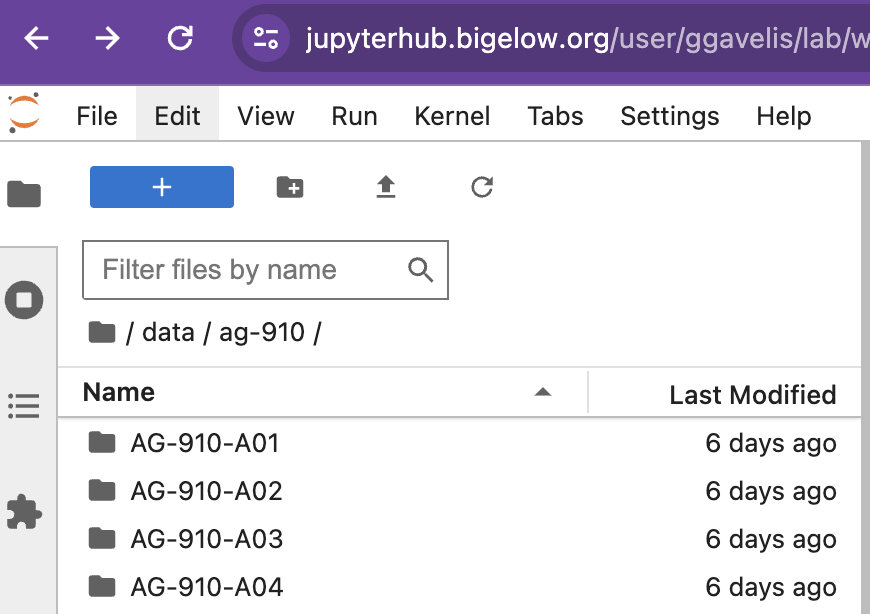 jupyterhub.bigelow.org/user/ggavelis/lab/w
File Edit View Run Kernel Tabs Settings Help
+
Filter files by name
/ data / ag-910 /
Name Last Modified
AG-910-A01 6 days ago
AG-910-A02 6 days ago
AG-910-A03 6 days ago
AG-910-A04 6 days ago